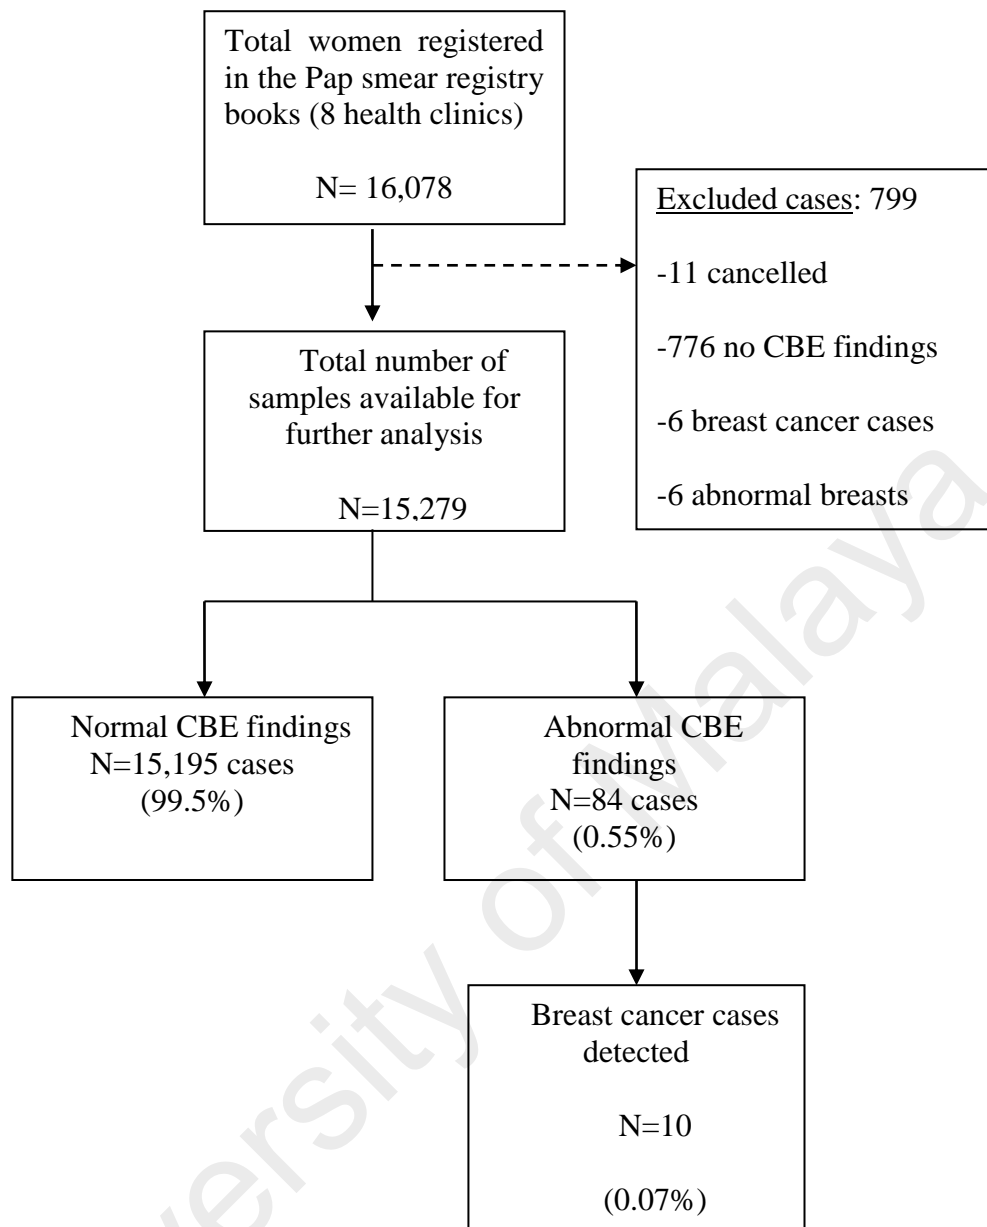 Total women registered
in the Pap smear registry
books (8 health clinics)
N= 16,078
Excluded cases: 799
-11 cancelled
-776 no CBE findings
-6 breast cancer cases
-6 abnormal breasts
Total number of
samples available for
further analysis
N=15,279
Normal CBE findings
N=15,195 cases
(99.5%)
Abnormal CBE
findings
N=84 cases
(0.55%)
Breast cancer cases
detected
N=10
(0.07%)
ersity of Malaya